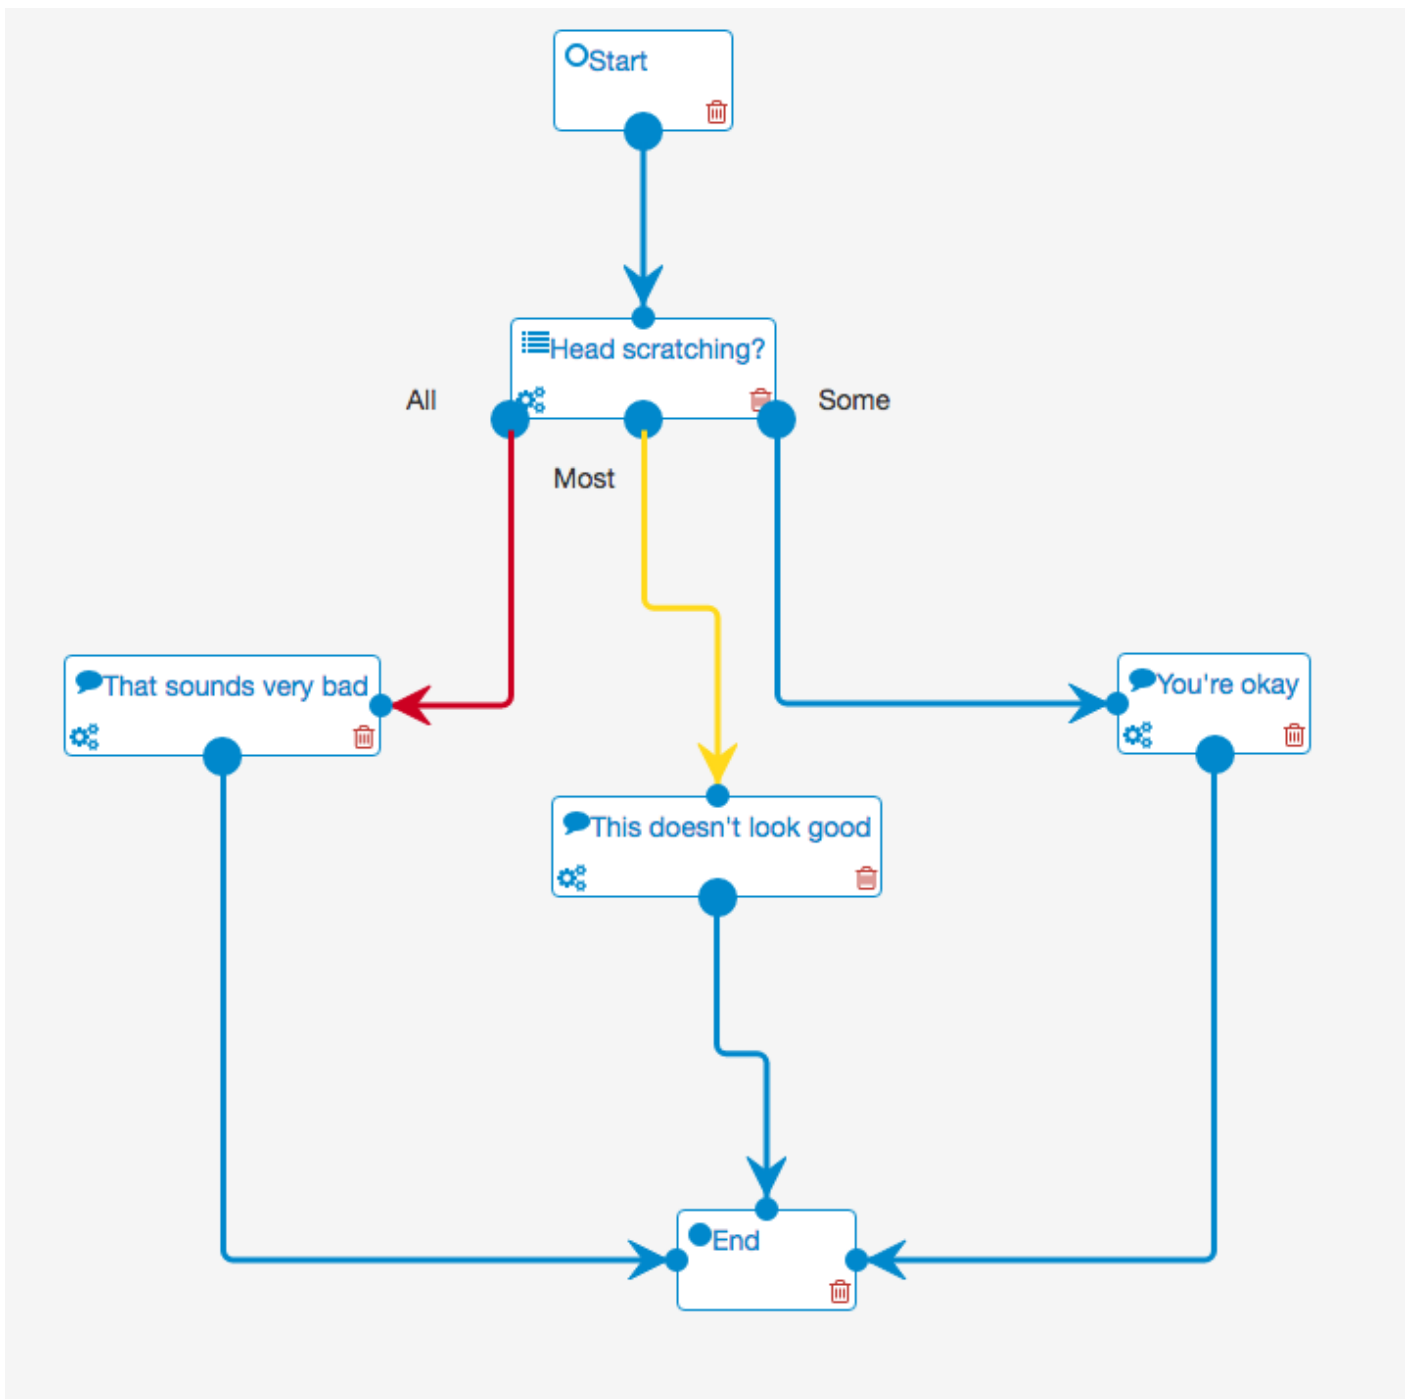 Start
Head scratching?
All
Some
Most
That sounds very bad
You're okay
This doesn't look good
End